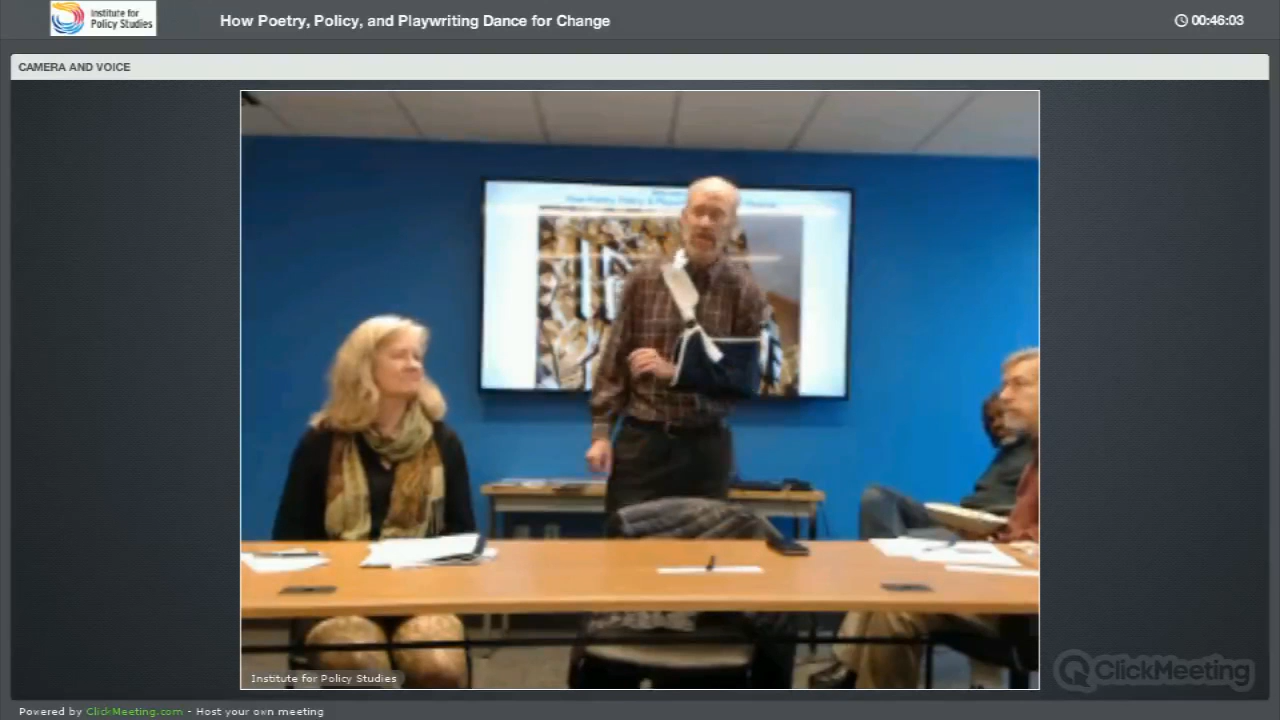 Institute for
Policy Studies
How Poetry, Policy, and Playwriting Dance for Change
00:46:03
CAMERA AND VOICE
Institute for Policy Studies
ClickMeeting
Powered by ClickMeeting.com - Host your own meeting